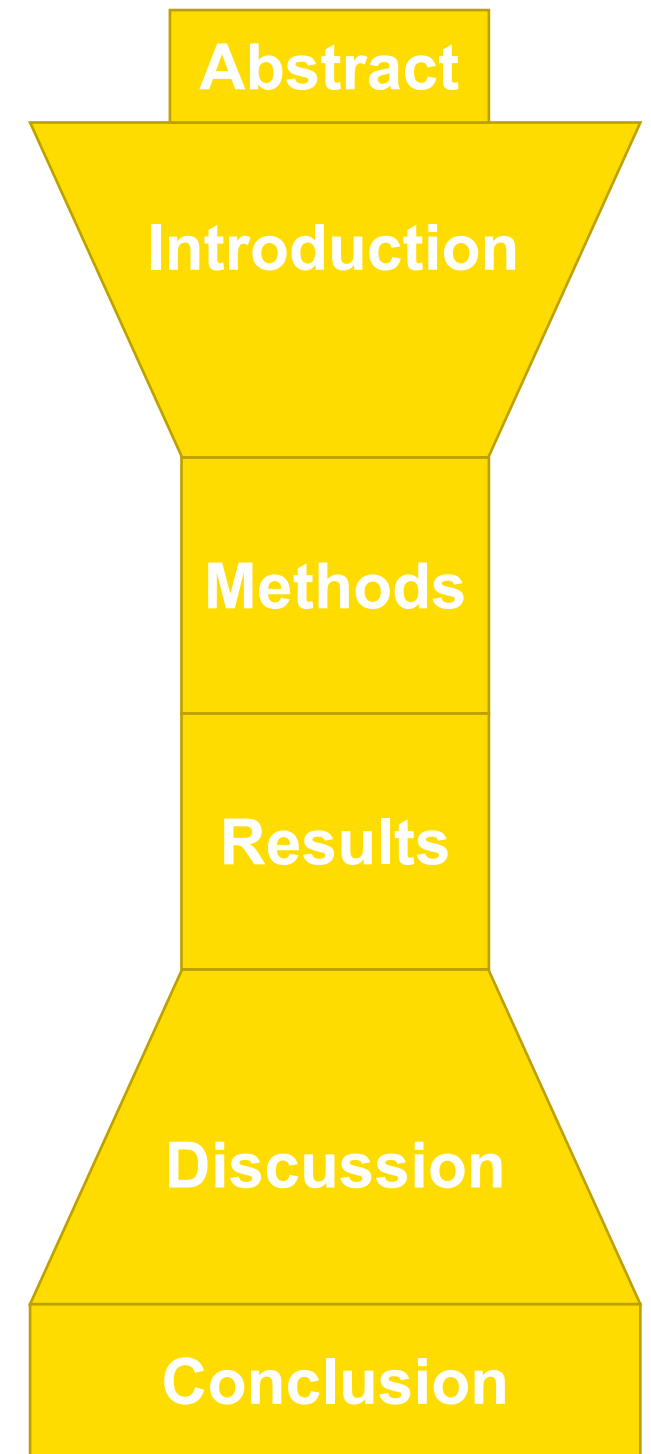 Abstract
Introduction
Methods
Results
Discussion
Conclusion